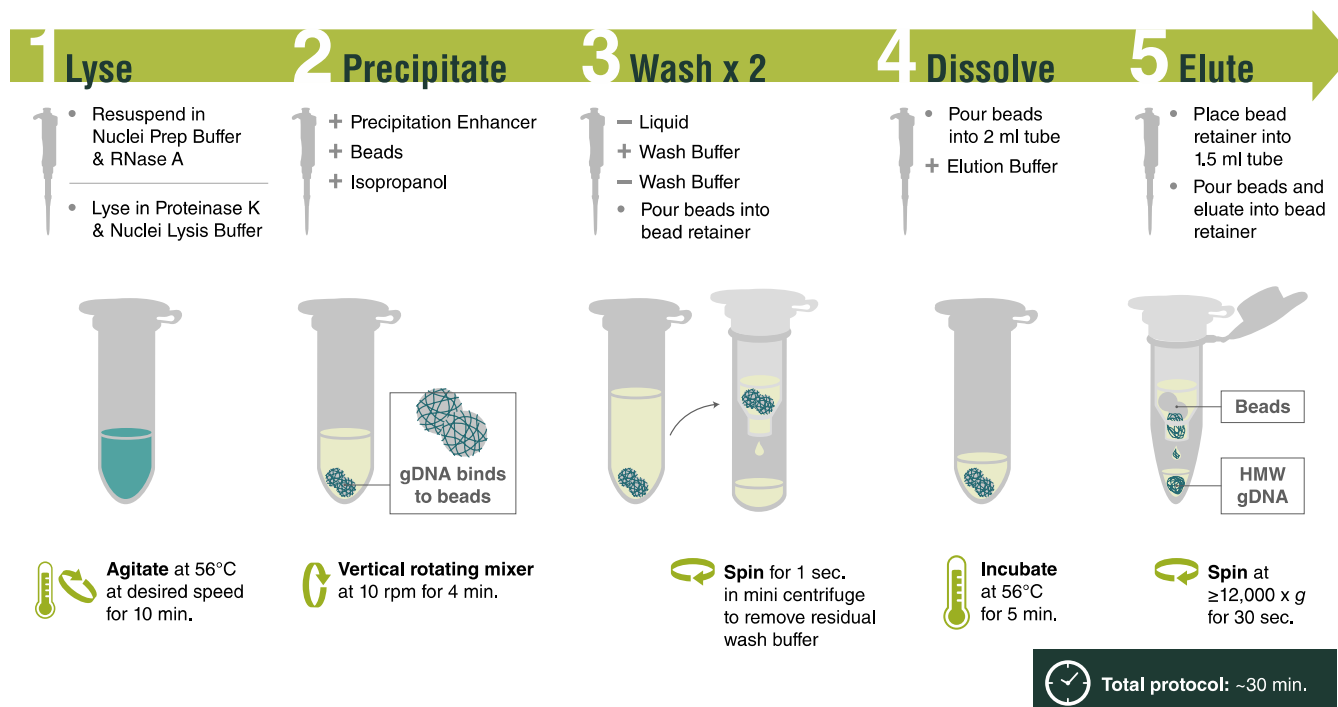 1 Lyse
• Resuspend in
Nuclei Prep Buffer
& RNase A
• Lyse in Proteinase K
& Nuclei Lysis Buffer
Agitate at 56°C
at desired speed
for 10 min.
2 Precipitate
+ Precipitation Enhancer
+ Beads
+ Isopropanol
gDNA binds
to beads
Vertical rotating mixer
at 10 rpm for 4 min.
3 Wash x 2
− Liquid
+ Wash Buffer
− Wash Buffer
• Pour beads into
bead retainer
Spin for 1 sec.
in mini centrifuge
to remove residual
wash buffer
4 Dissolve
• Pour beads
into 2 ml tube
+ Elution Buffer
Incubate
at 56°C
for 5 min.
5 Elute
• Place bead
retainer into
1.5 ml tube
• Pour beads and
eluate into bead
retainer
Beads
HMW
gDNA
Spin at
≥12,000 x g
for 30 sec.
Total protocol: ~30 min.